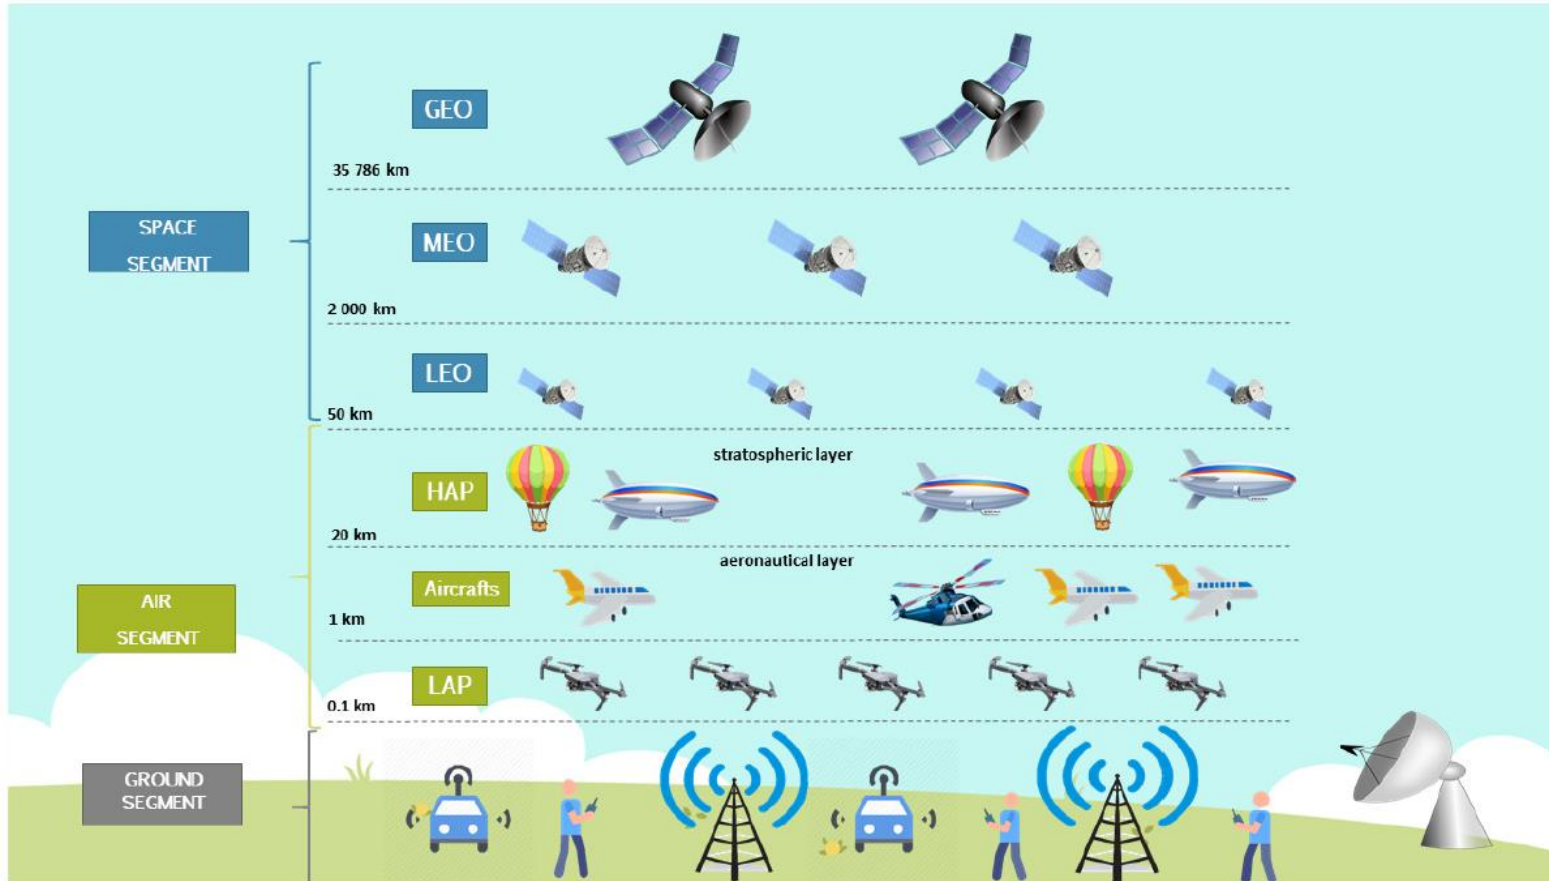 GEO
35 786 km
SPACE
SEGMENT
MEO
2 000 km
LEO
50 km
stratospheric layer
HAP
20 km
aeronautical layer
Aircrafts
AIR
SEGMENT
1 km
LAP
0.1 km
GROUND
SEGMENT